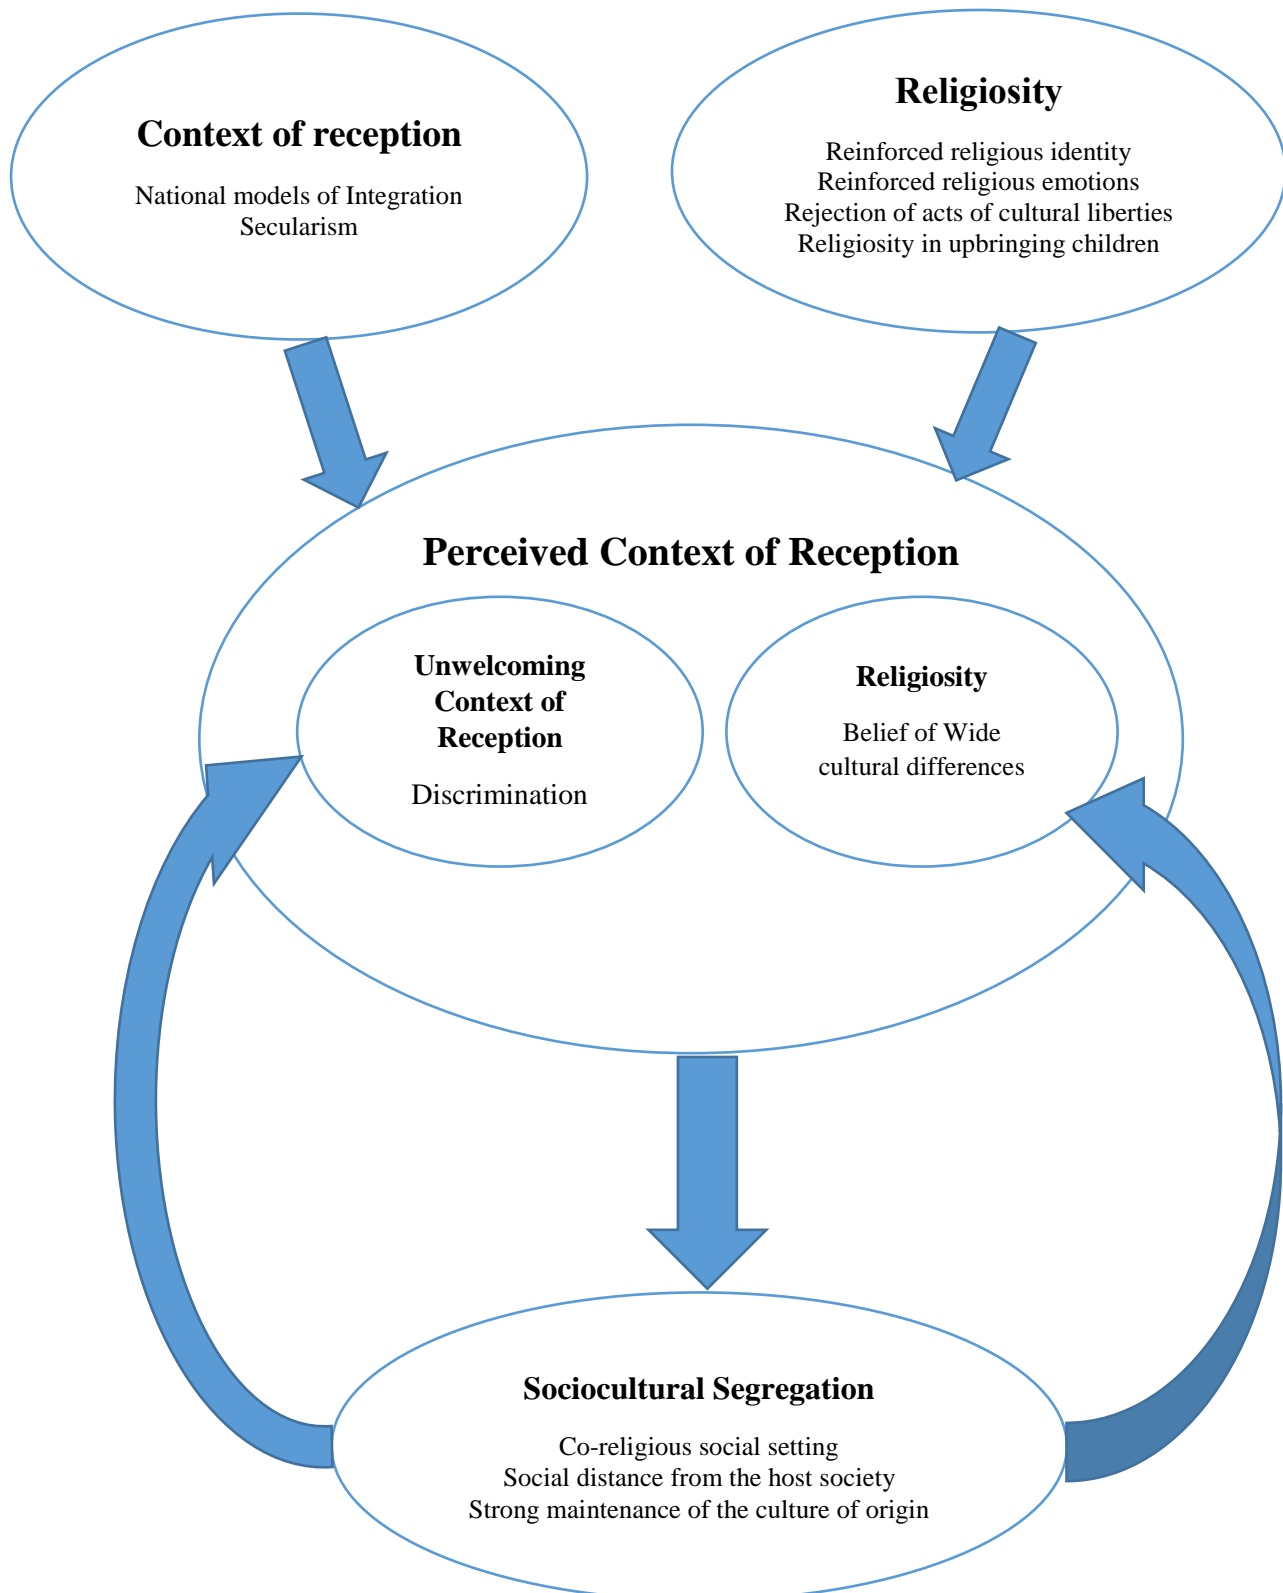 Context of reception
National models of Integration
Secularism
Religiosity
Reinforced religious identity
Reinforced religious emotions
Rejection of acts of cultural liberties
Religiosity in upbringing children
Perceived Context of Reception
Unwelcoming
Context of
Reception
Discrimination
Religiosity
Belief of Wide
cultural differences
Sociocultural Segregation
Co-religious social setting
Social distance from the host society
Strong maintenance of the culture of origin